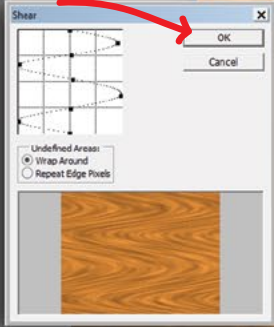 Shear
OK
Cancel
Undefined Areas:
Wrap Around
Repeat Edge Pixels